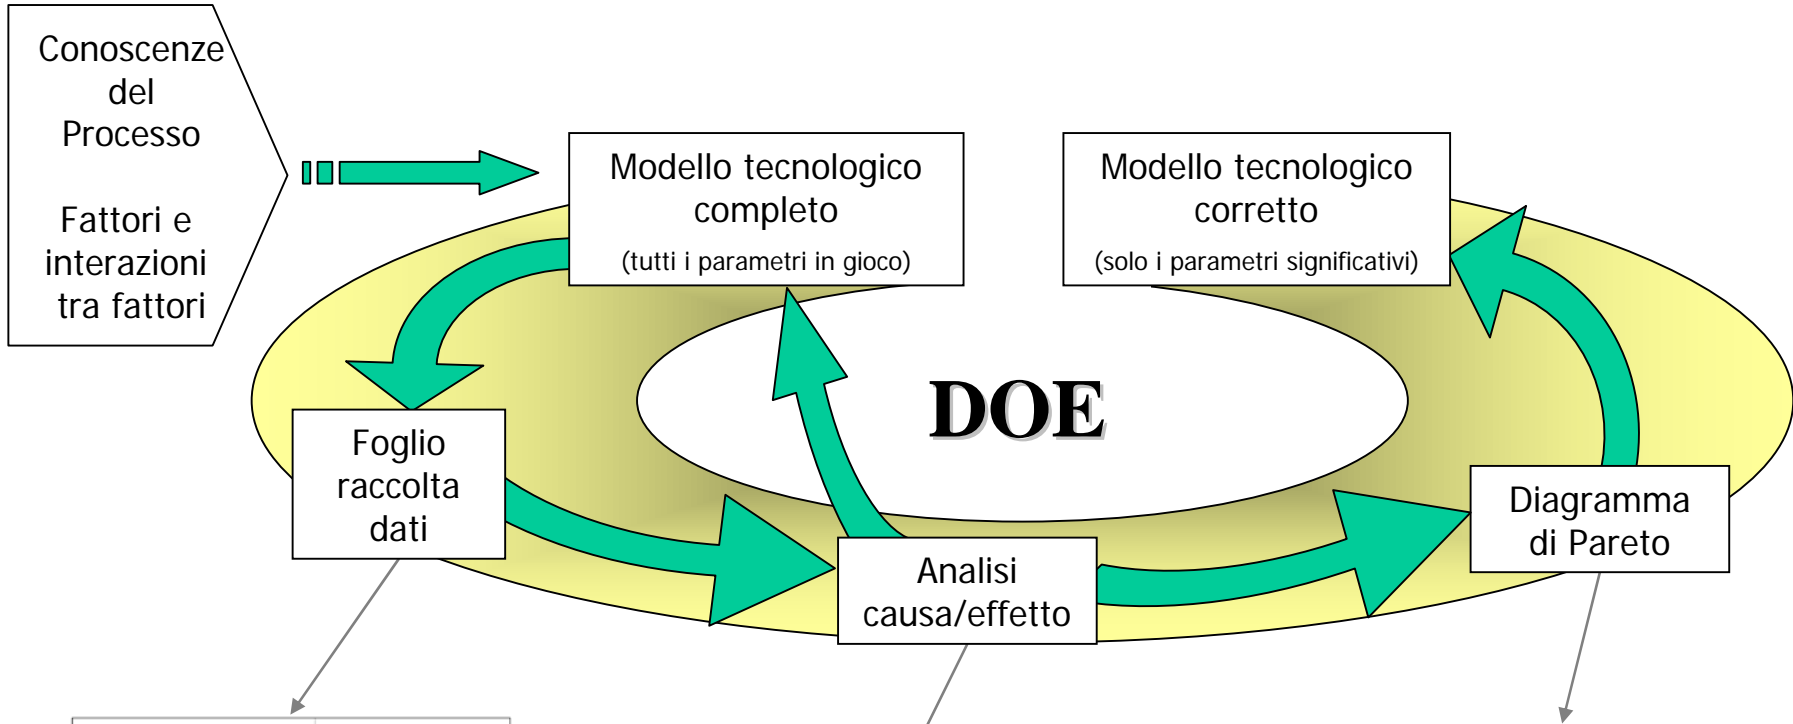 Conoscenze
del
Processo
Fattori e
interazioni
tra fattori
Modello tecnologico
completo
(tutti i parametri in gioco)
Modello tecnologico
corretto
(solo i parametri significativi)
DOE
Foglio
raccolta
dati
Analisi
causa/effetto
Diagramma
di Pareto